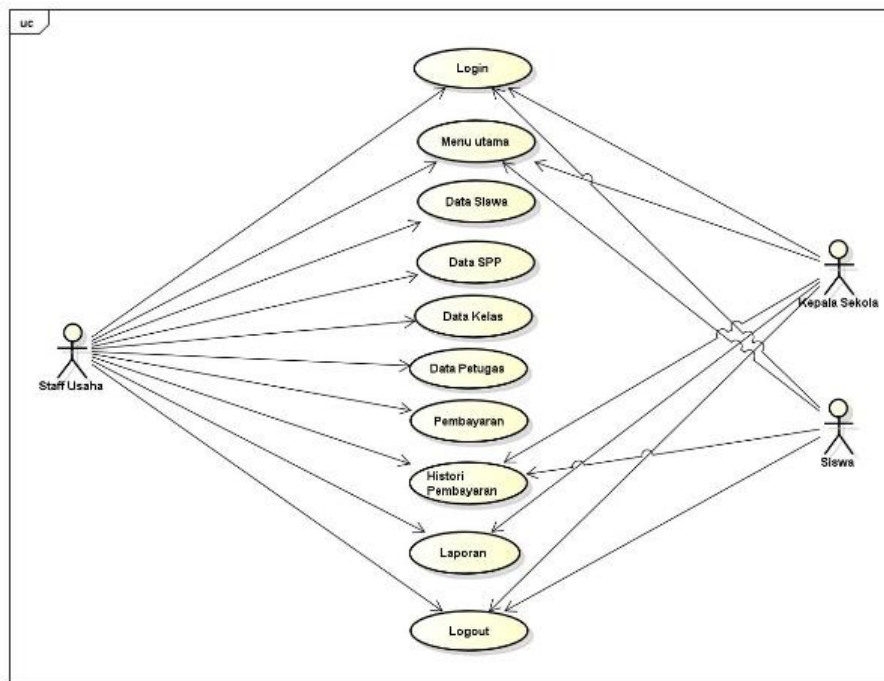 uc
Login
Menu utama
Data Siswa
Data SPP
Data Kelas
Data Petugas
Pembayaran
Histori
Pembayaran
Laporan
Logout
Staff Usaha
Kepala Sekola
Siswa